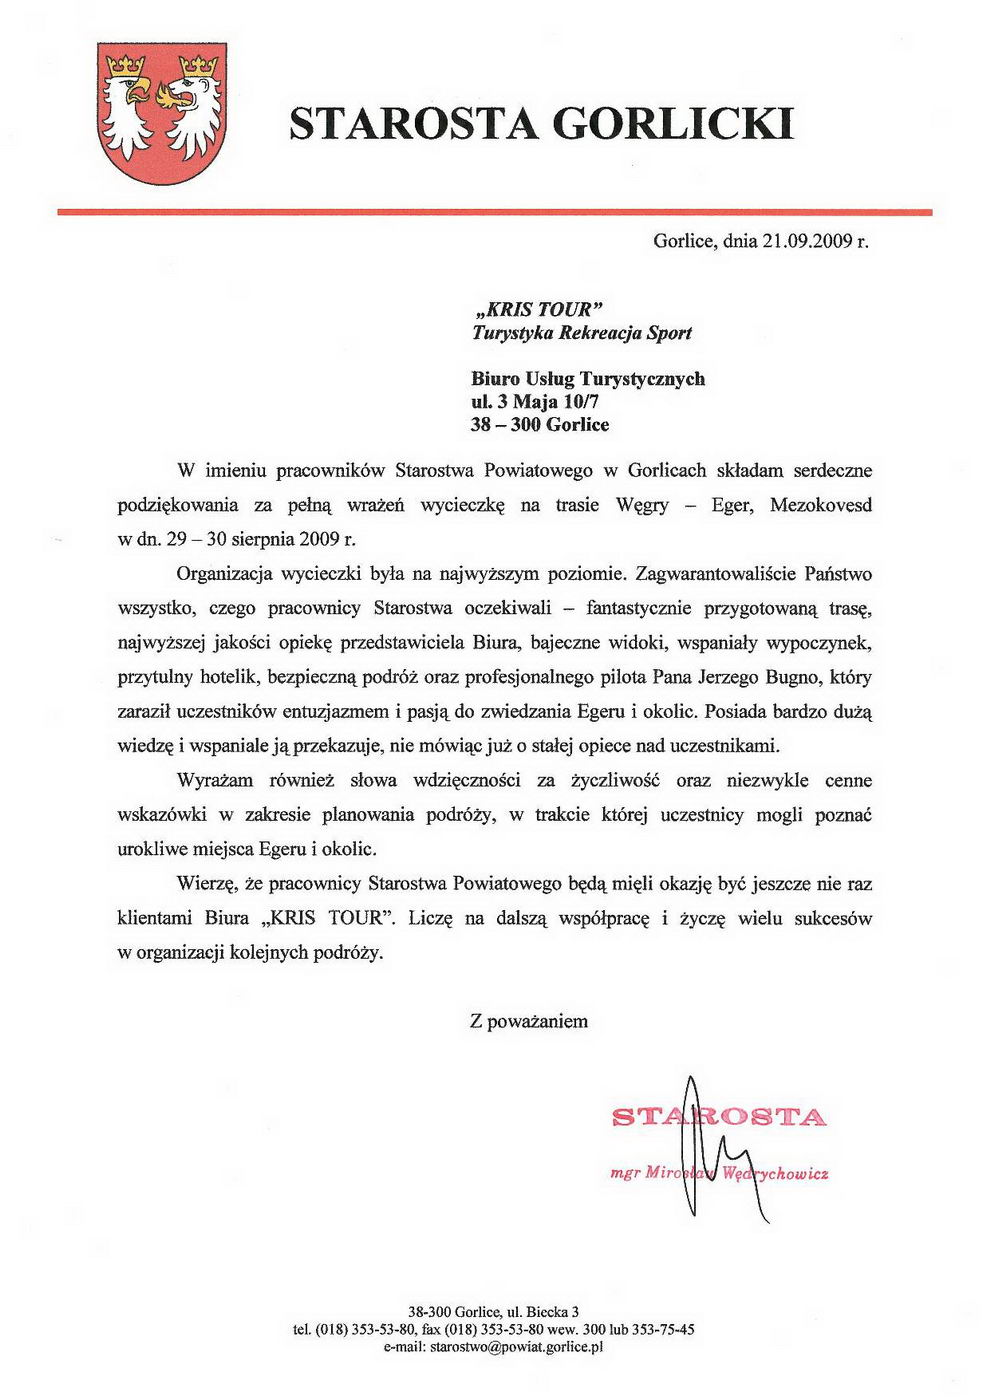 STAROSTA GORLICKI
Gorlice, dnia 21.09.2009 r.
„KRIS TOUR”
Turystyka Rekreacja Sport
Biuro Usług Turystycznych
ul. 3 Maja 10/7
38 – 300 Gorlice
W imieniu pracowników Starostwa Powiatowego w Gorlicach składam serdeczne
podziękowania za pełną wrażeń wycieczkę na trasie Węgry – Eger, Mezokovesd
w dn. 29 – 30 sierpnia 2009 r.
Organizacja wycieczki była na najwyższym poziomie. Zagwarantowaliście Państwo
wszystko, czego pracownicy Starostwa oczekiwali – fantastycznie przygotowaną trasę,
najwyższej jakości opiekę przedstawiciela Biura, bajeczne widoki, wspaniały wypoczynek,
przytulny hotelik, bezpieczną podróż oraz profesjonalnego pilota Pana Jerzego Bugno, który
zaraził uczestników entuzjazmem i pasją do zwiedzania Egeru i okolic. Posiada bardzo dużą
wiedzę i wspaniale ją przekazuje, nie mówiąc już o stałej opiece nad uczestnikami.
Wyrażam również słowa wdzięczności za życzliwość oraz niezwykle cenne
wskazówki w zakresie planowania podróży, w trakcie której uczestnicy mogli poznać
urokliwe miejsca Egeru i okolic.
Wierzę, że pracownicy Starostwa Powiatowego będą mięli okazję być jeszcze nie raz
klientami Biura „KRIS TOUR”. Liczę na dalszą współpracę i życzę wielu sukcesów
w organizacji kolejnych podróży.
Z poważaniem
STAROSTA
mgr Mirosław Wędrychowicz
38-300 Gorlice, ul. Biecka 3
tel. (018) 353-53-80, fax (018) 353-53-80 wew. 300 lub 353-75-45
e-mail: starostwo@powiat.gorlice.pl